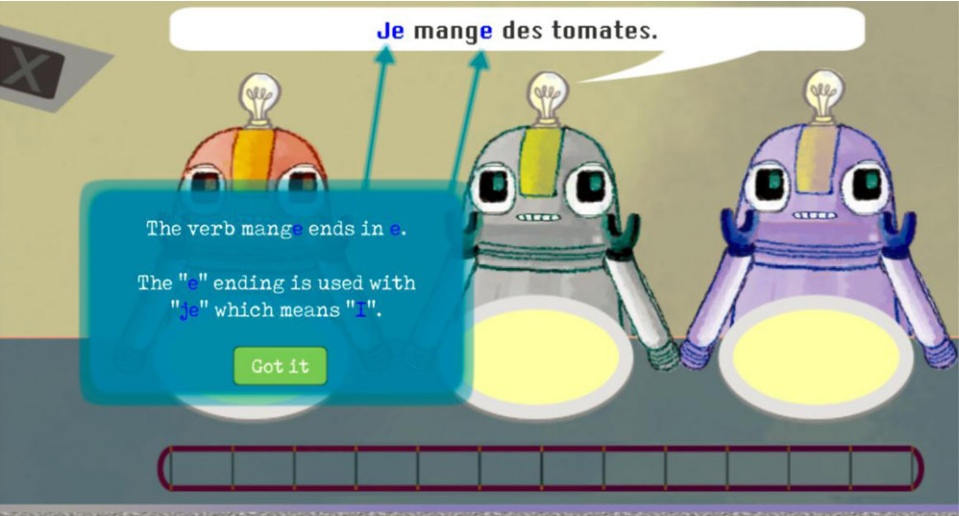 X
Je mange des tomates.
The verb mange ends in e.
The "e" ending is used with
"je" which means "I".
Got it